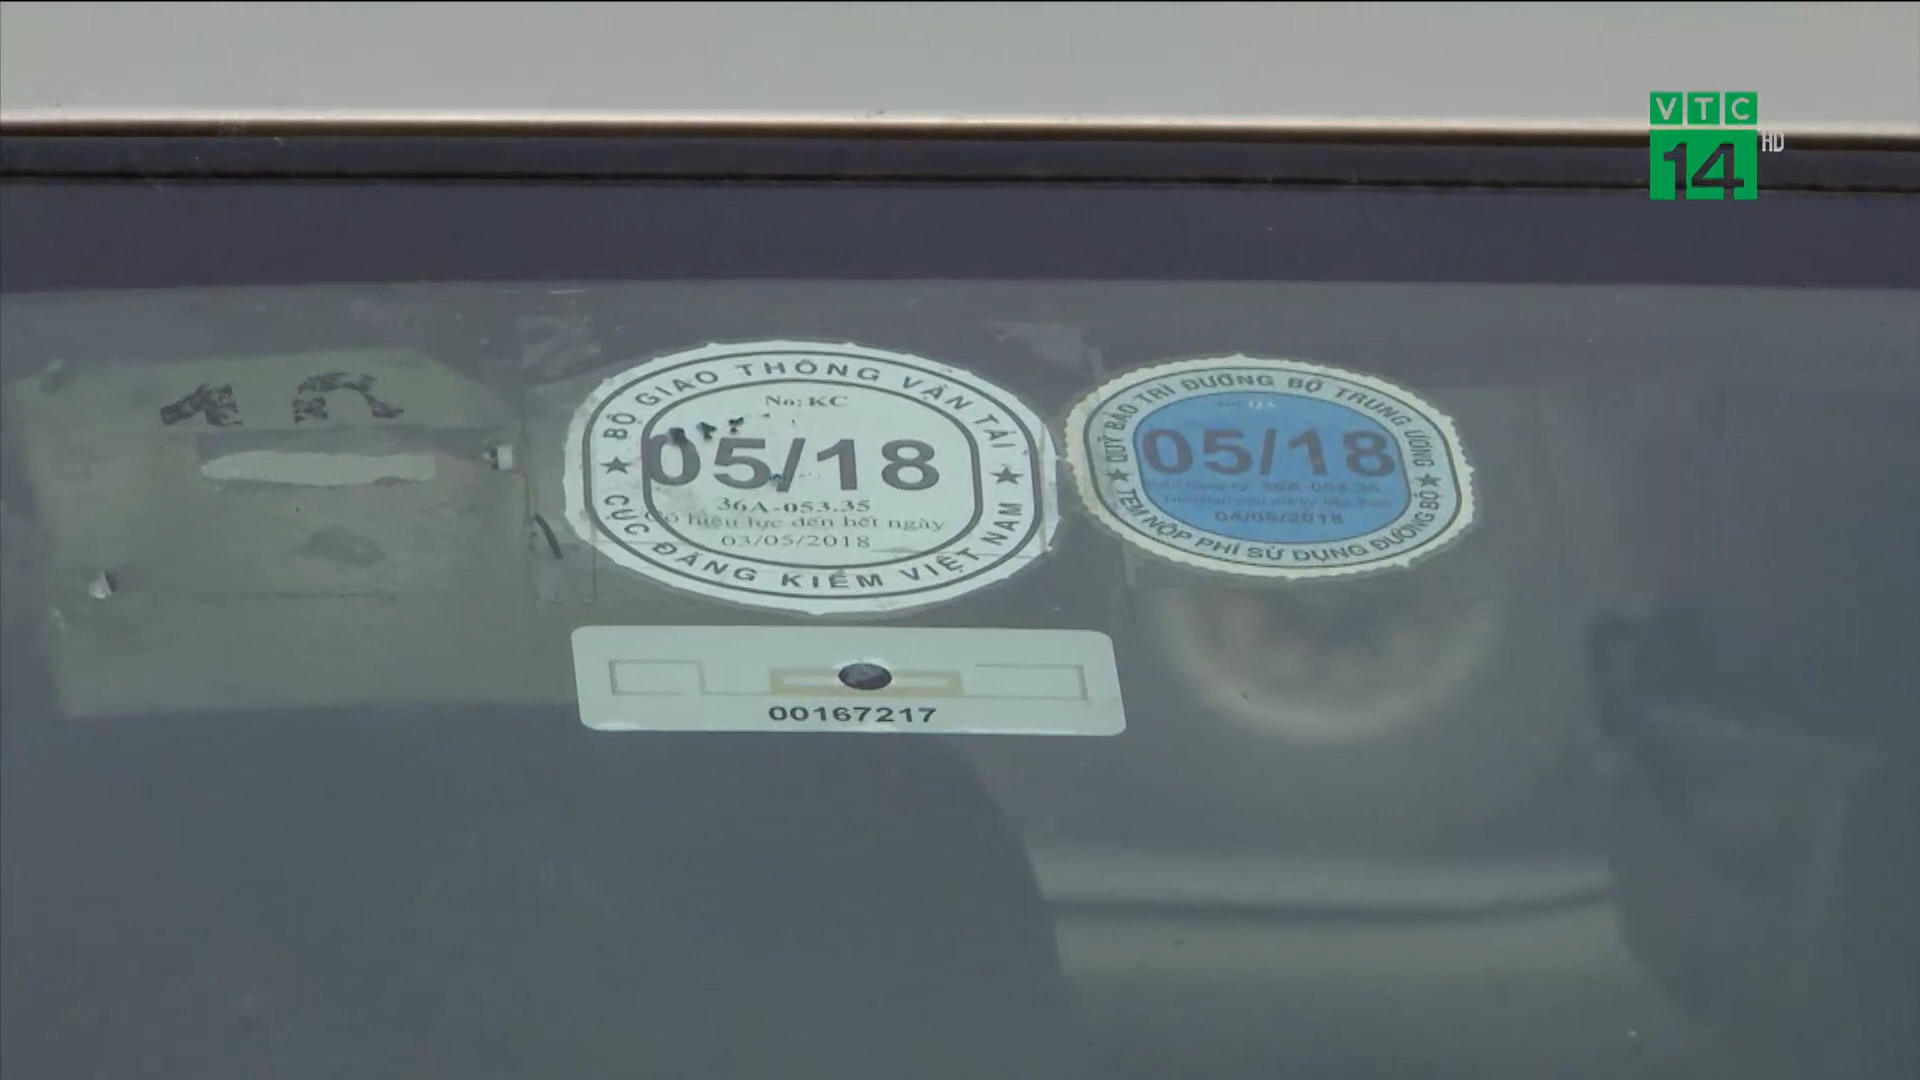 VTC
14 HD
BỘ GIAO THÔNG VẬN TẢI
No: KC
05/18
36A-053.35
Có hiệu lực đến hết ngày
03/05/2018
★ CỤC ĐĂNG KIỂM VIỆT NAM ★
QUỸ BẢO TRÌ ĐƯỜNG BỘ TRUNG ƯƠNG
05/18
36A-053.35
04/06/2018
★ TEM NỘP PHÍ SỬ DỤNG ĐƯỜNG BỘ ★
00167217